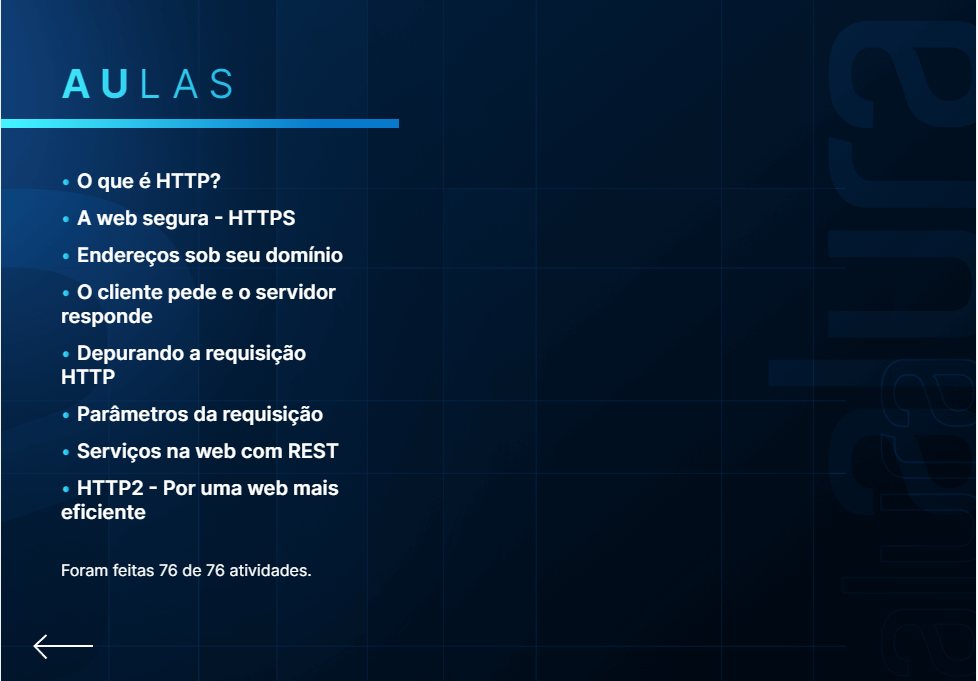 AULAS
• O que é HTTP?
• A web segura - HTTPS
• Endereços sob seu domínio
• O cliente pede e o servidor
responde
• Depurando a requisição
HTTP
• Parâmetros da requisição
• Serviços na web com REST
• HTTP2 - Por uma web mais
eficiente
Foram feitas 76 de 76 atividades.
alura
alura